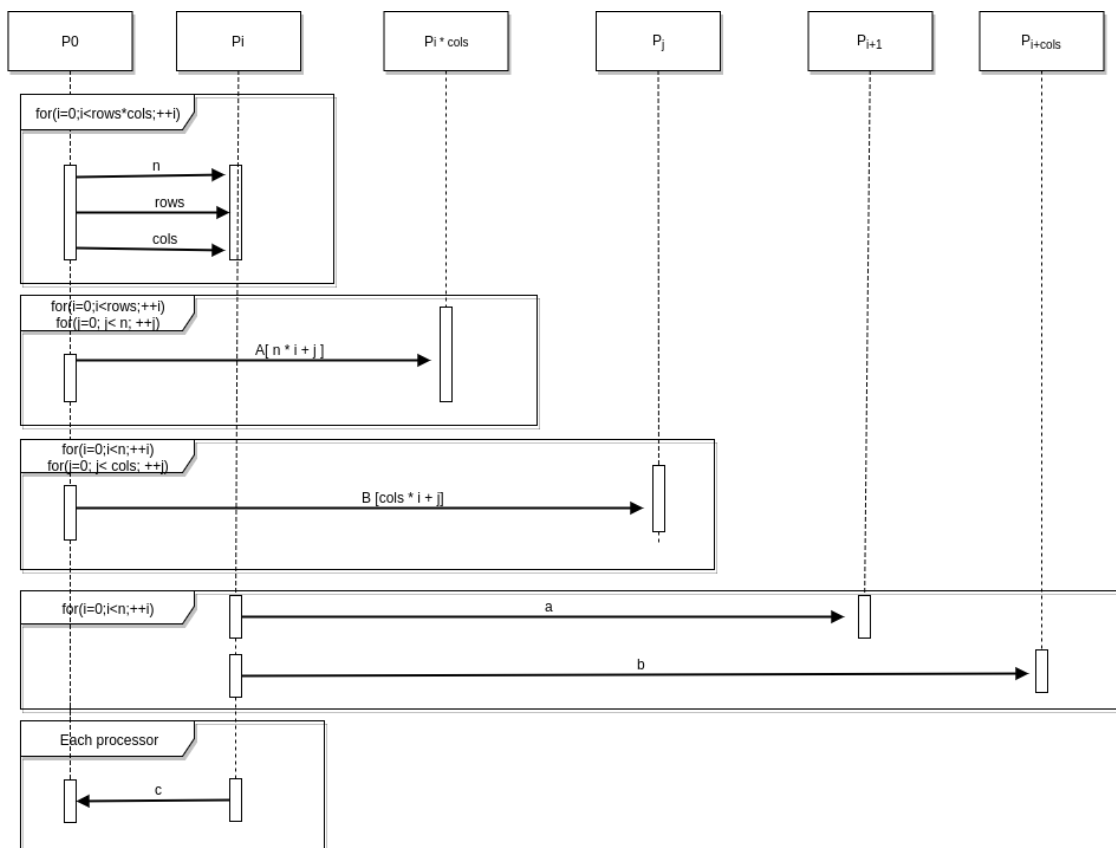 P0
Pi
Pi * cols
Pj
Pi+1
Pi+cols
for(i=0;i<rows*cols;++i)
n
rows
cols
for(i=0;i<rows;++i)
for(j=0; j< n; ++j)
A[ n * i + j ]
for(i=0;i<n;++i)
for(j=0; j< cols; ++j)
B [cols * i + j]
for(i=0;i<n;++i)
a
b
Each processor
c